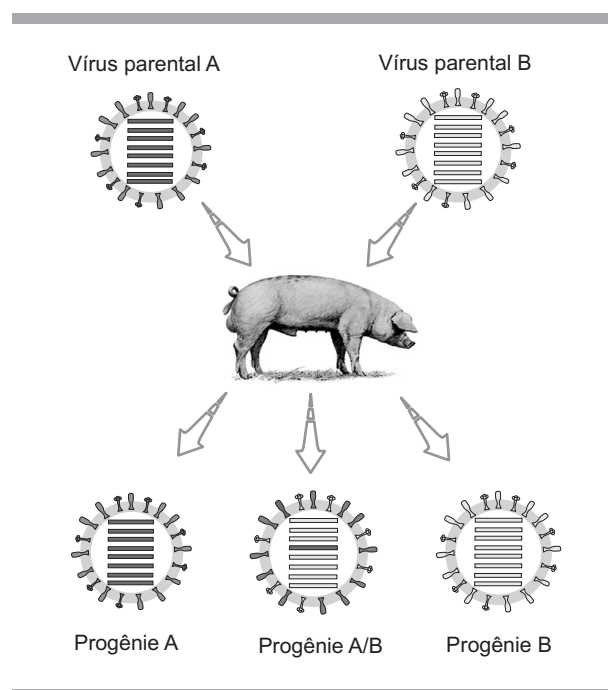 Vírus parental A
Vírus parental B
Progênie A
Progênie A/B
Progênie B